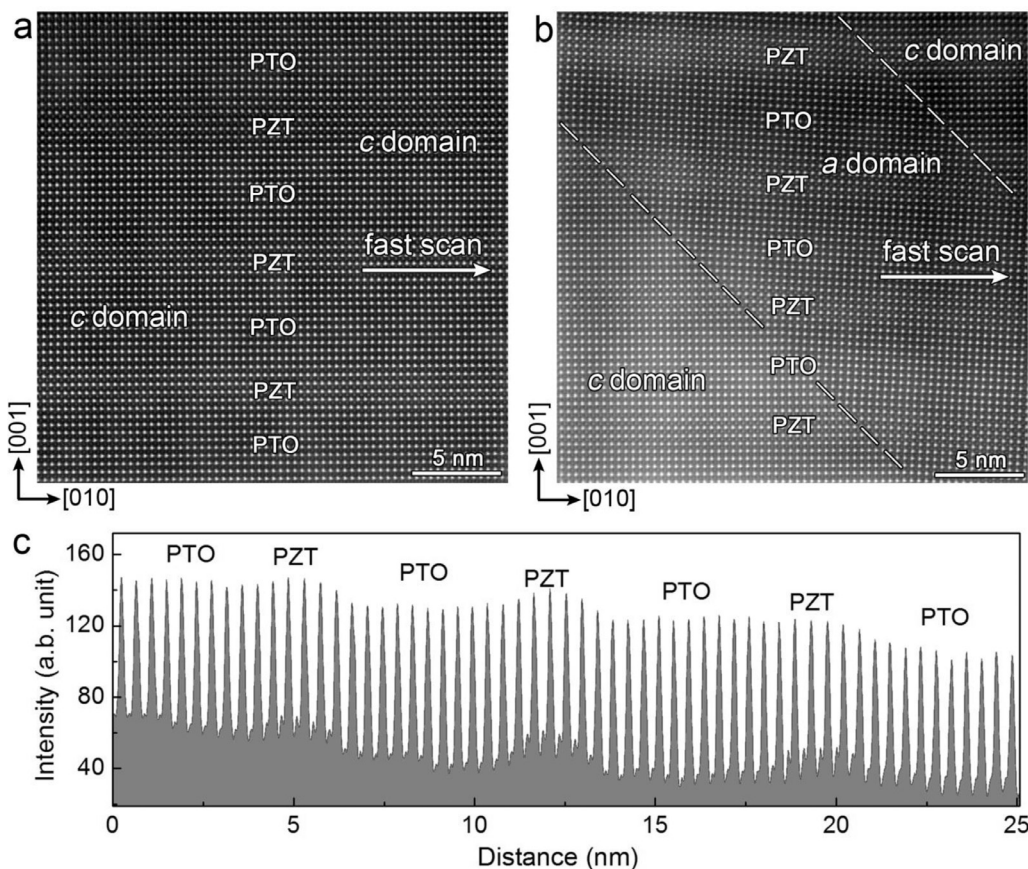 a
PTO
PZT
c domain
PTO
fast scan
PZT
c domain
PTO
PZT
PTO
5 nm
[001]
[010]
b
c domain
PZT
PTO
a domain
PZT
PTO
fast scan
PZT
PTO
c domain
PZT
5 nm
[001]
[010]
c
PTO PZT PTO PZT PTO PZT PTO
Intensity (a.b. unit)
160
120
80
40
0 5 10 15 20 25
Distance (nm)